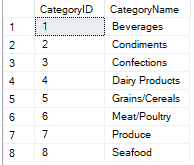 CategoryID CategoryName
1 1 Beverages
2 2 Condiments
3 3 Confections
4 4 Dairy Products
5 5 Grains/Cereals
6 6 Meat/Poultry
7 7 Produce
8 8 Seafood